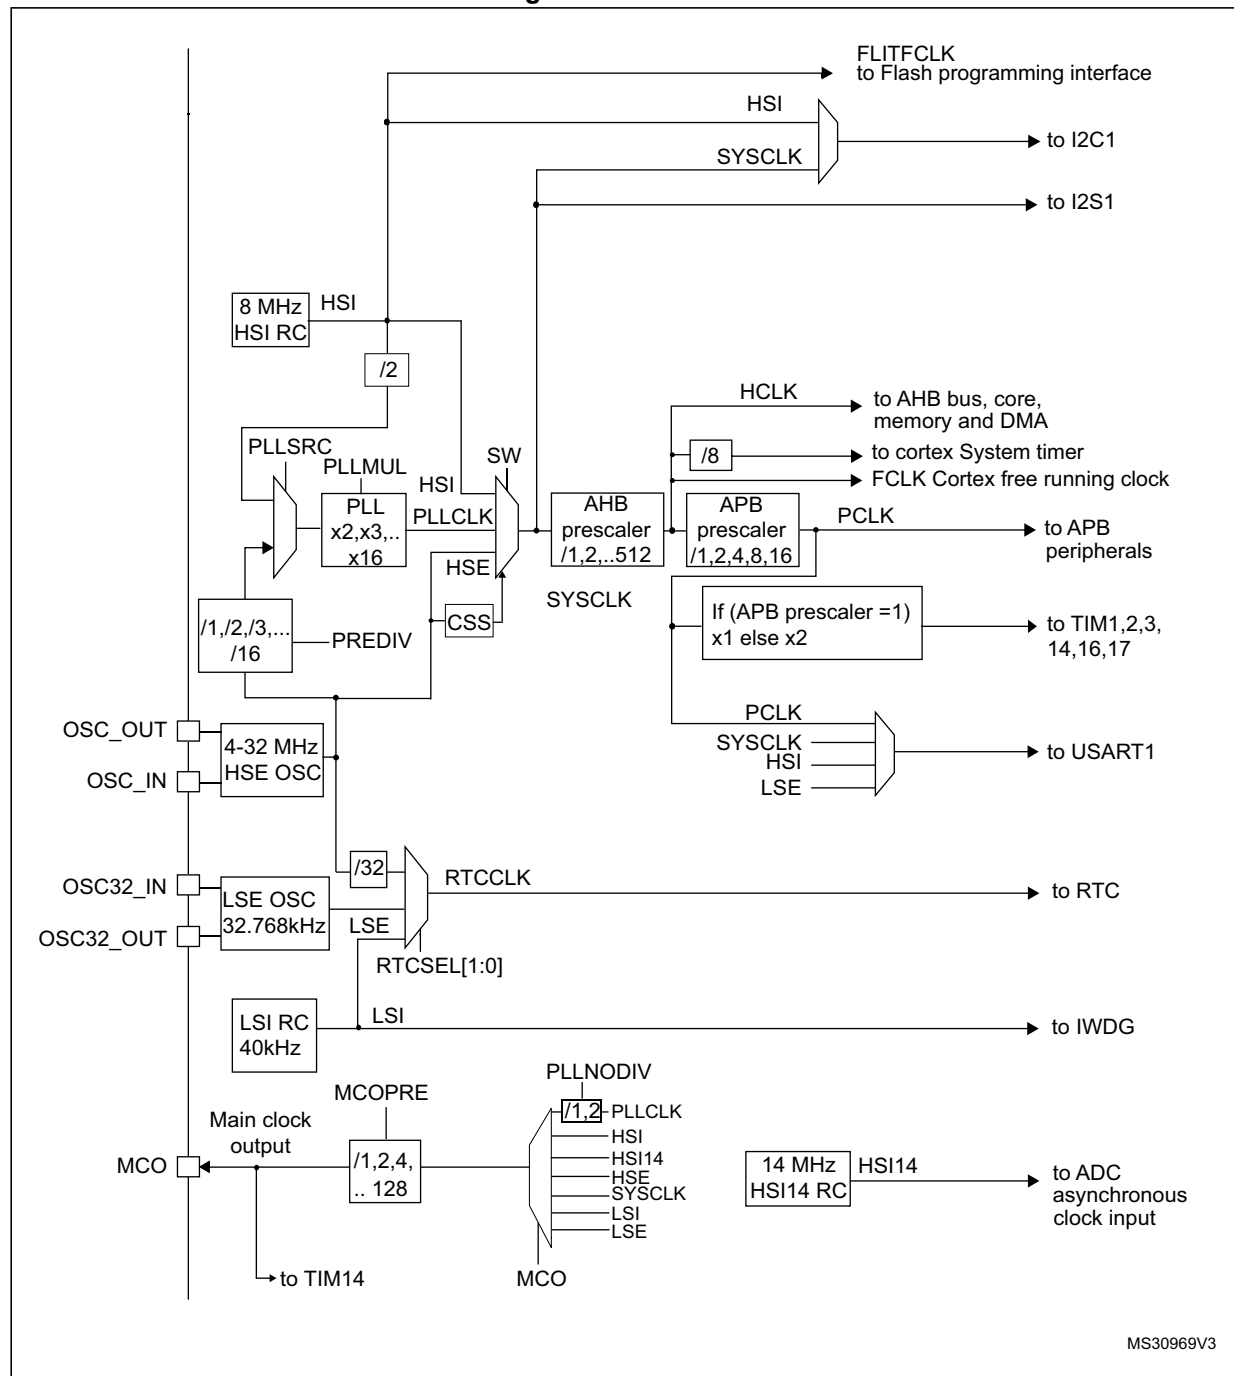 FLITFCLK
to Flash programming interface
HSI
to I2C1
SYSCLK
to I2S1
8 MHz
HSI RC
HSI
/2
HCLK
to AHB bus, core,
memory and DMA
PLLSRC
/8
to cortex System timer
SW
PLLMUL
HSI
FCLK Cortex free running clock
PLL
x2,x3,..
x16
PLLCLK
AHB
prescaler
/1,2,..512
APB
prescaler
/1,2,4,8,16
PCLK
to APB
peripherals
HSE
SYSCLK
CSS
If (APB prescaler =1)
x1 else x2
to TIM1,2,3,
14,16,17
/1,/2,/3,...
/16
PREDIV
OSC_OUT
OSC_IN
4-32 MHz
HSE OSC
PCLK
SYSCLK
HSI
LSE
to USART1
/32
OSC32_IN
OSC32_OUT
LSE OSC
32.768kHz
LSE
RTCCLK
to RTC
RTCSEL[1:0]
LSI RC
40kHz
LSI
to IWDG
PLLNODIV
MCOPRE
/1,2
PLLCLK
HSI
HSI14
HSE
SYSCLK
LSI
LSE
Main clock
output
MCO
/1,2,4,
.. 128
14 MHz
HSI14 RC
HSI14
to ADC
asynchronous
clock input
to TIM14
MCO
MS30969V3